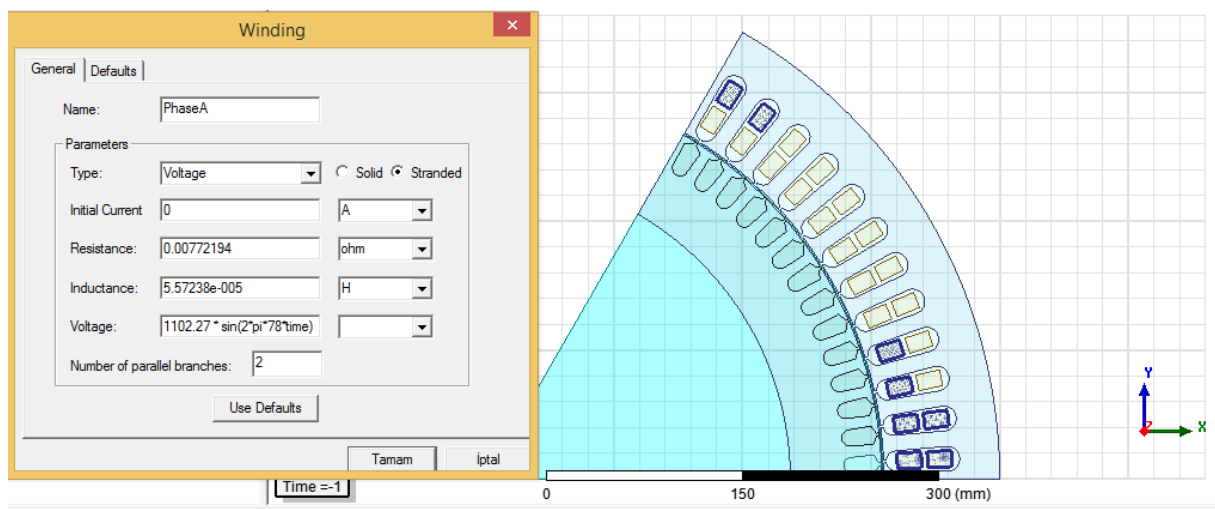 Winding
General
Defaults
Name:
PhaseA
Parameters
Type:
Voltage
Solid
Stranded
Initial Current
0
A
Resistance:
0.00772194
ohm
Inductance:
5.57238e-005
H
Voltage:
1102.27 * sin(2*pi*78*time)
Number of parallel branches:
2
Use Defaults
Tamam
İptal
Time =-1
0
150
300 (mm)
Y
Z
X